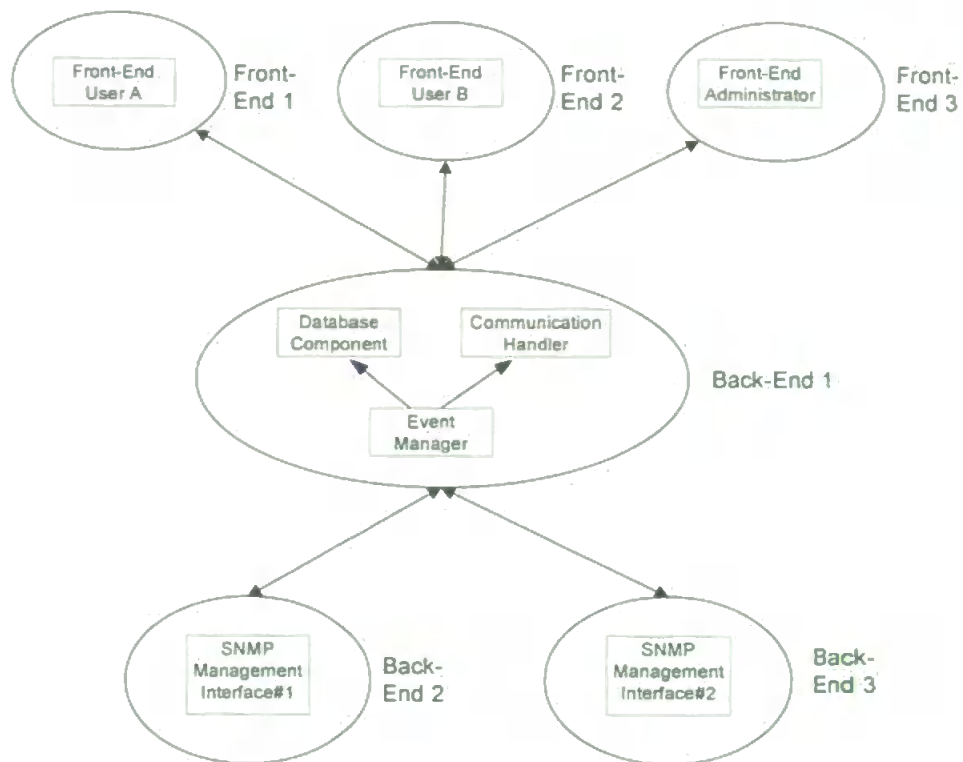 Front-End
User A
Front-
End 1
Front-End
User B
Front-
End 2
Front-End
Administrator
Front-
End 3
Database
Component
Communication
Handler
Event
Manager
Back-End 1
SNMP
Management
Interface#1
Back-
End 2
SNMP
Management
Interface#2
Back-
End 3